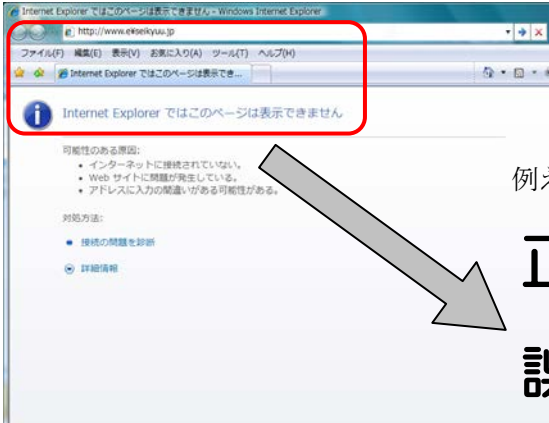 Internet Explorer ではこのページは表示できません - Windows Internet Explorer
http://www.e
ファイル(F) 編集(E) 表示(V) お気に入り(A) ツール(T) ヘルプ(H)
Internet Explorer ではこのページは表示でき...
Internet Explorer ではこのページは表示できません
可能性のある原因:
• インターネットに接続されていない。
• Web サイトに問題が発生している。
• アドレスに入力の間違いがある可能性がある。
対処方法:
接続の問題を診断
詳細情報
例え
正
誤